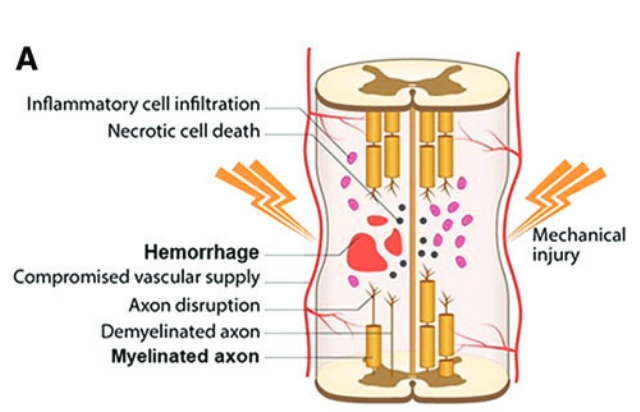 A
Inflammatory cell infiltration
Necrotic cell death
Hemorrhage
Compromised vascular supply
Axon disruption
Demyelinated axon
Myelinated axon
Mechanical
injury